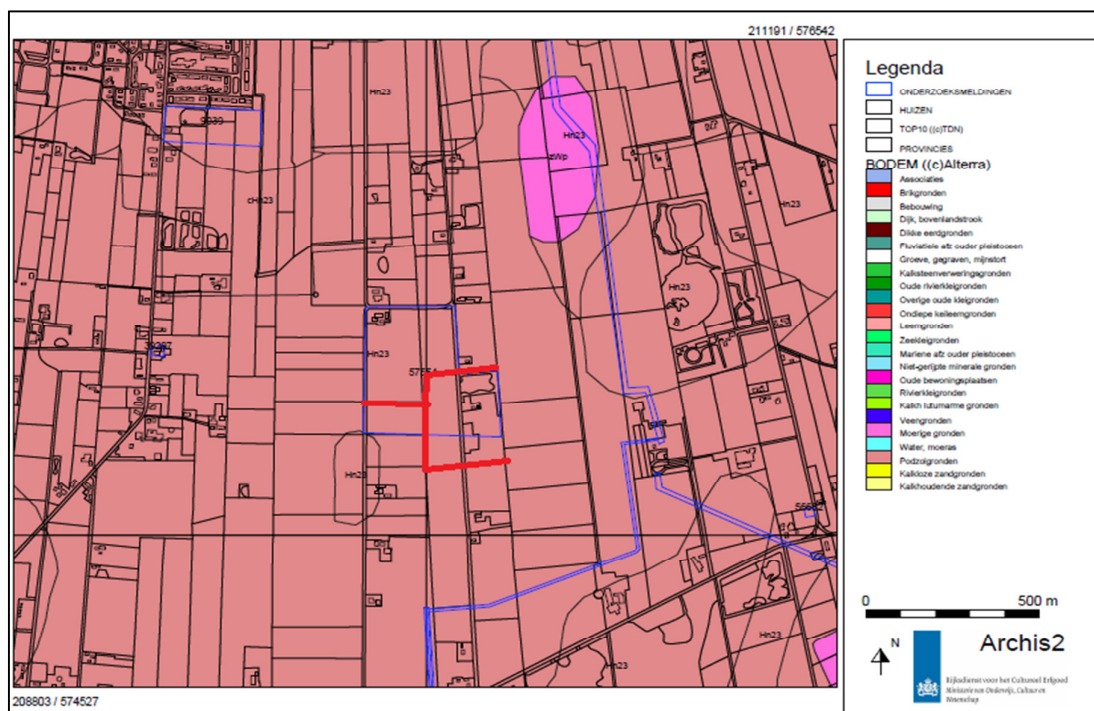 211191 / 576542
Hn23
9939
Hn23
zWp
cHn23
Hn23
Hn23
Hn23
Hn23
Hn23
Hn23
208803 / 574527
Legenda
ONDERZOEKSMELDINGEN
HUIZEN
TOP10 ((c)TDN)
PROVINCIES
BODEM ((c)Alterra)
Associaties
Brikgronden
Bebouwing
Dijk, bovenlandstrook
Dikke eerdgronden
Fluviatiele afz ouder pleistoceen
Groeve, gegraven, mijnstort
Kalksteenverweringsgronden
Oude rivierkleigronden
Overige oude kleigronden
Ondiepe keileemgronden
Leemgronden
Zeekleigronden
Mariene afz ouder pleistoceen
Niet-gerijpte minerale gronden
Oude bewoningsplaatsen
Rivierkleigronden
Kalkh lutumarme gronden
Veengronden
Moerige gronden
Water, moeras
Podzolgronden
Kalkloze zandgronden
Kalkhoudende zandgronden
0 500 m
N
Archis2
Rijksdienst voor het Cultureel Erfgoed
Ministerie van Onderwijs, Cultuur en
Wetenschap